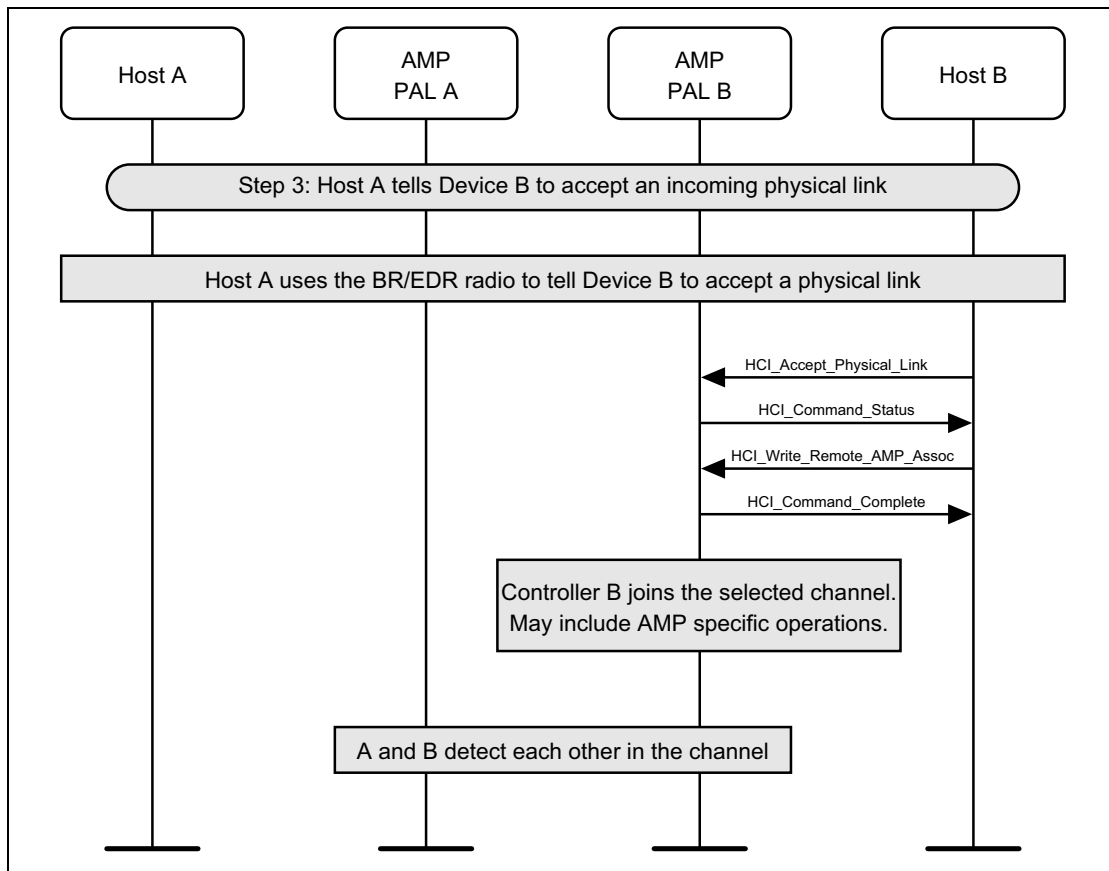 Host A
AMP
PAL A
AMP
PAL B
Host B
Step 3: Host A tells Device B to accept an incoming physical link
Host A uses the BR/EDR radio to tell Device B to accept a physical link
HCI_Accept_Physical_Link
HCI_Command_Status
HCI_Write_Remote_AMP_Assoc
HCI_Command_Complete
Controller B joins the selected channel.
May include AMP specific operations.
A and B detect each other in the channel